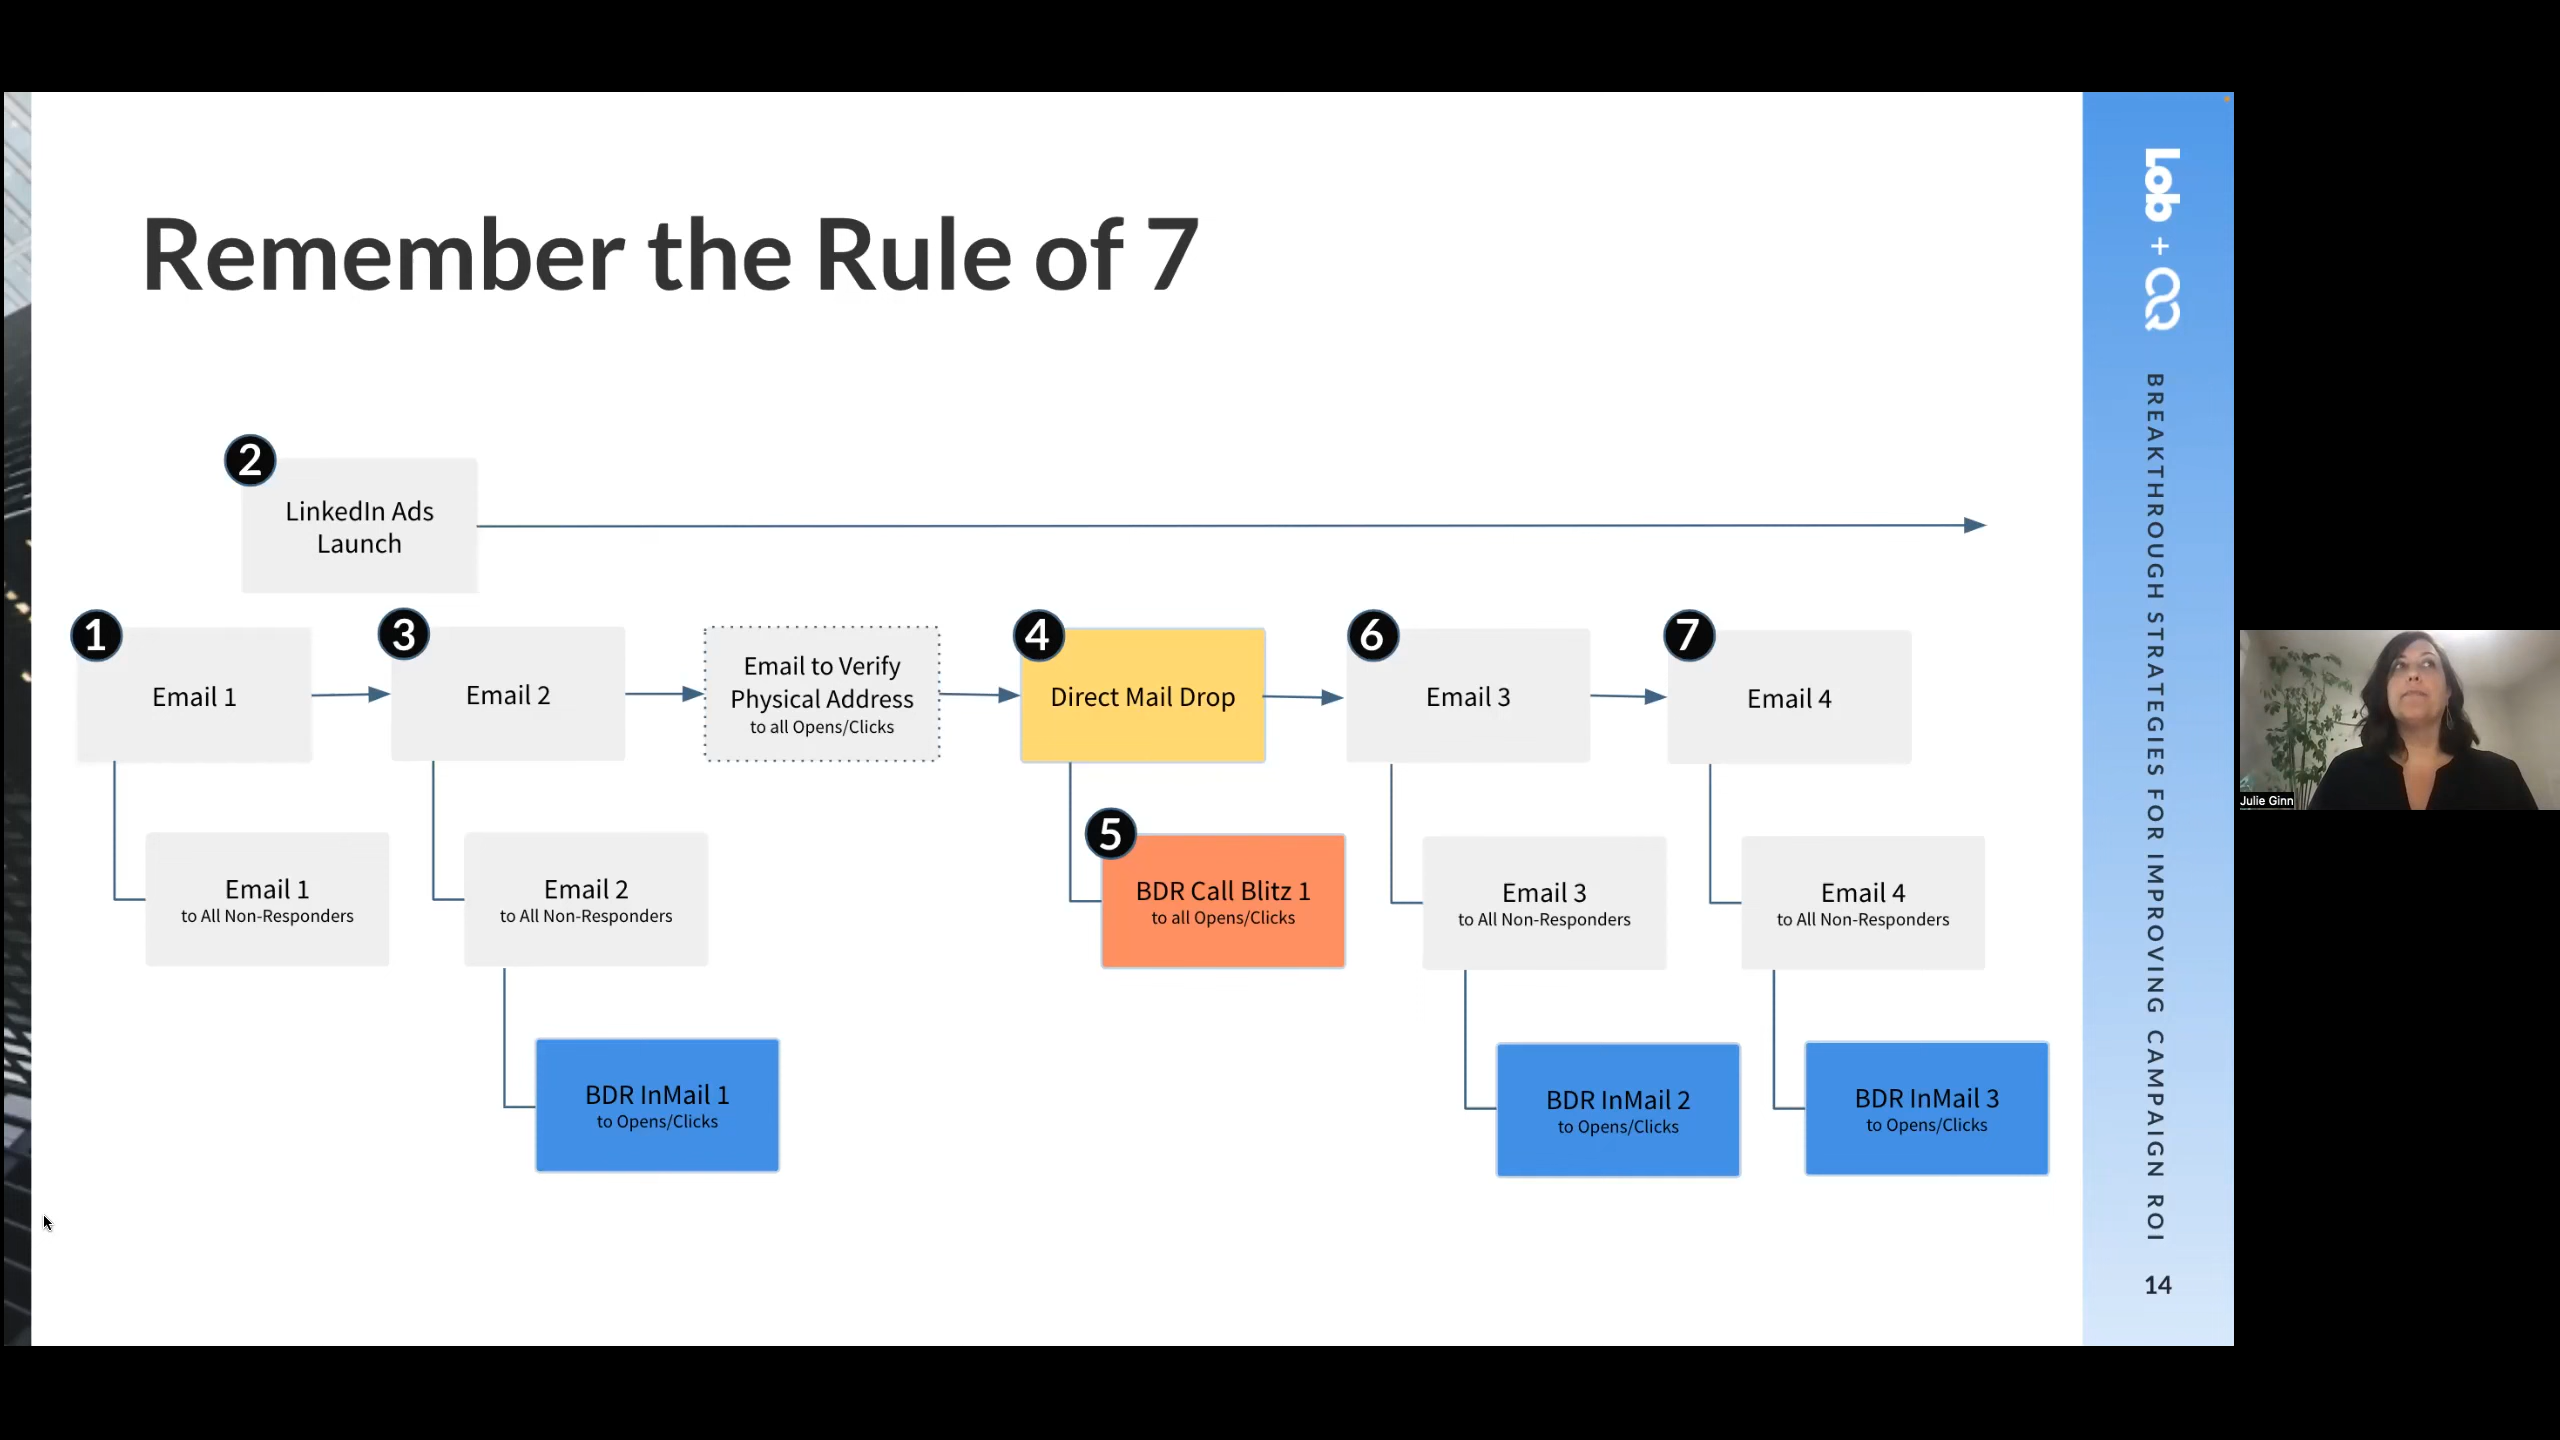 Remember the Rule of 7
2
LinkedIn Ads
Launch
1
Email 1
3
Email 2
Email to Verify
Physical Address
to all Opens/Clicks
4
Direct Mail Drop
6
Email 3
7
Email 4
Email 1
to All Non-Responders
Email 2
to All Non-Responders
5
BDR Call Blitz 1
to all Opens/Clicks
Email 3
to All Non-Responders
Email 4
to All Non-Responders
BDR InMail 1
to Opens/Clicks
BDR InMail 2
to Opens/Clicks
BDR InMail 3
to Opens/Clicks
Lob +
BREAKTHROUGH STRATEGIES FOR IMPROVING CAMPAIGN ROI
14
Julie Ginn